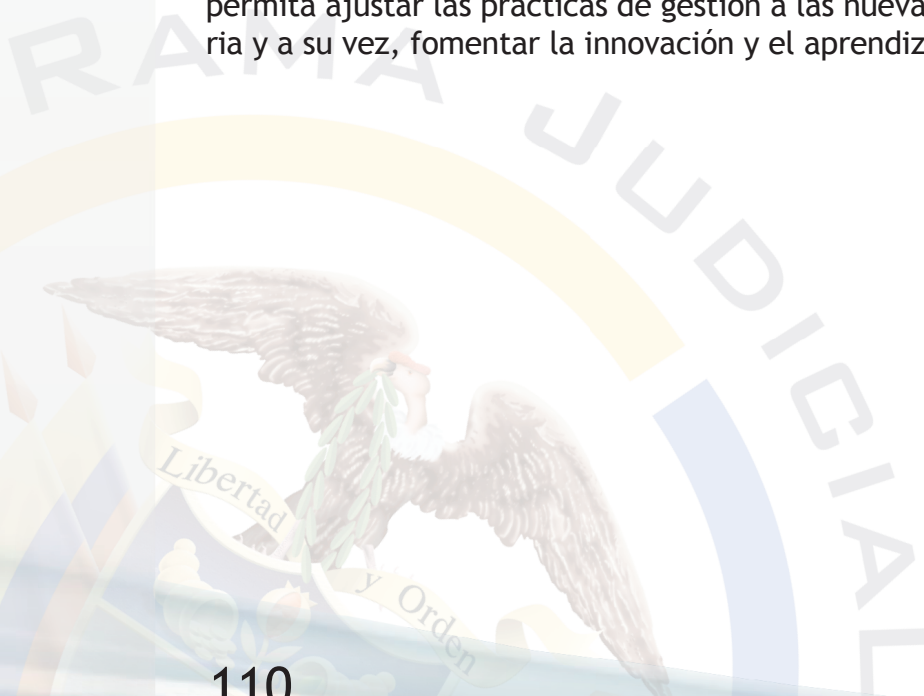 permita ajustar las prácticas de gestión a las nueva
ria y a su vez, fomentar la innovación y el aprendiz
RAMA JUDICIAL
Libertad
y Orden
110